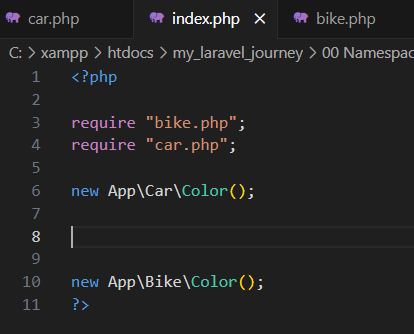 car.php index.php × bike.php
C: > xampp > htdocs > my_laravel_journey > 00 Namespac
1 <?php
2
3 require "bike.php";
4 require "car.php";
5
6 new App\Car\Color();
7
8
9
10 new App\Bike\Color();
11 ?>